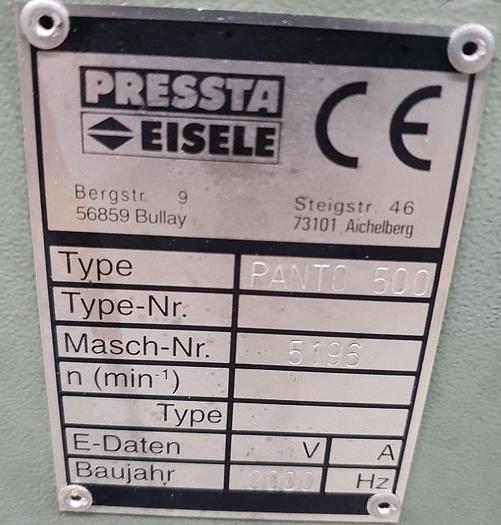 PRESSTA
EISELE
CE
Bergstr. 9
56859 Bullay
Steigstr. 46
73101 Aichelberg
Type PANTO 500
Type-Nr.
Masch-Nr. 5196
n (min-1)
Type
E-Daten V A
Baujahr 2000 Hz